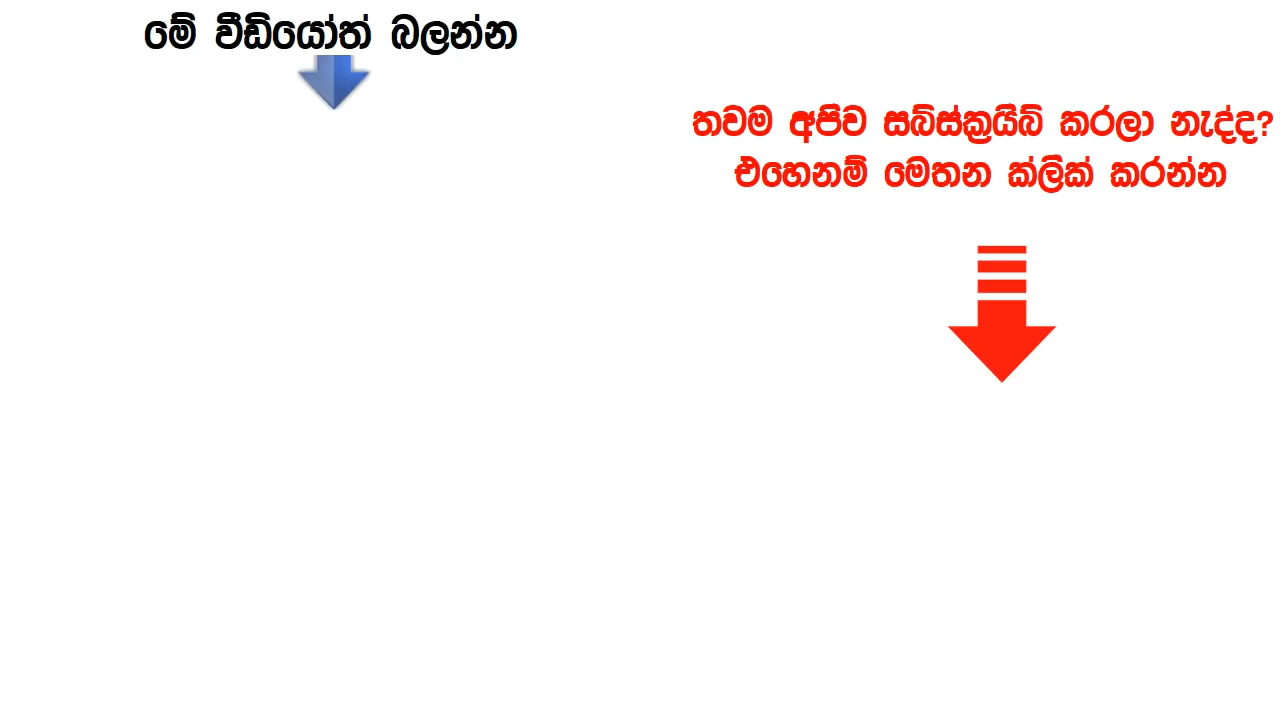 මේ වීඩියෝත් බලන්න
තවම අපිව සබ්ස්ක්‍රයිබ් කරලා නැද්ද?
එහෙනම් මෙතන ක්ලික් කරන්න